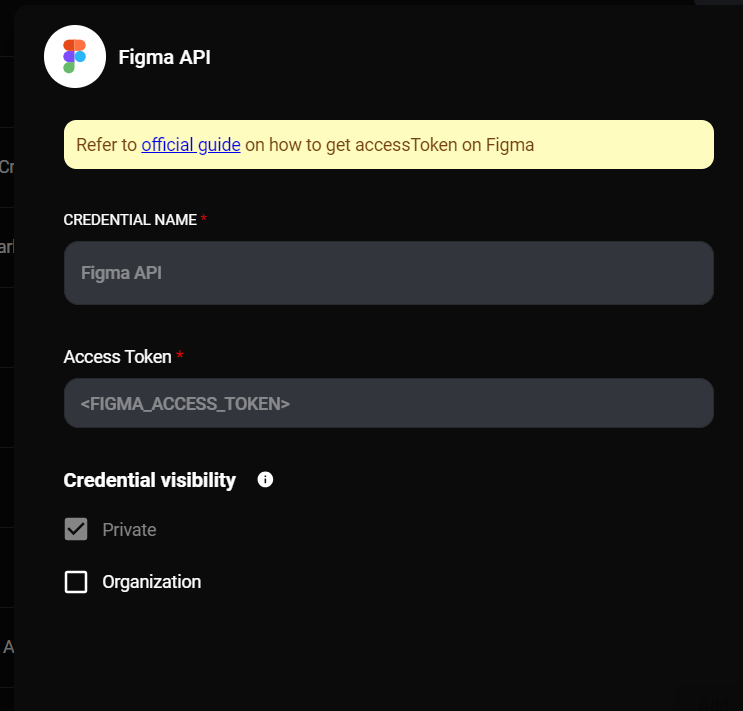 Figma API
Refer to official guide on how to get accessToken on Figma
CREDENTIAL NAME *
Figma API
Access Token *
<FIGMA_ACCESS_TOKEN>
Credential visibility
Private
Organization
Cr
A